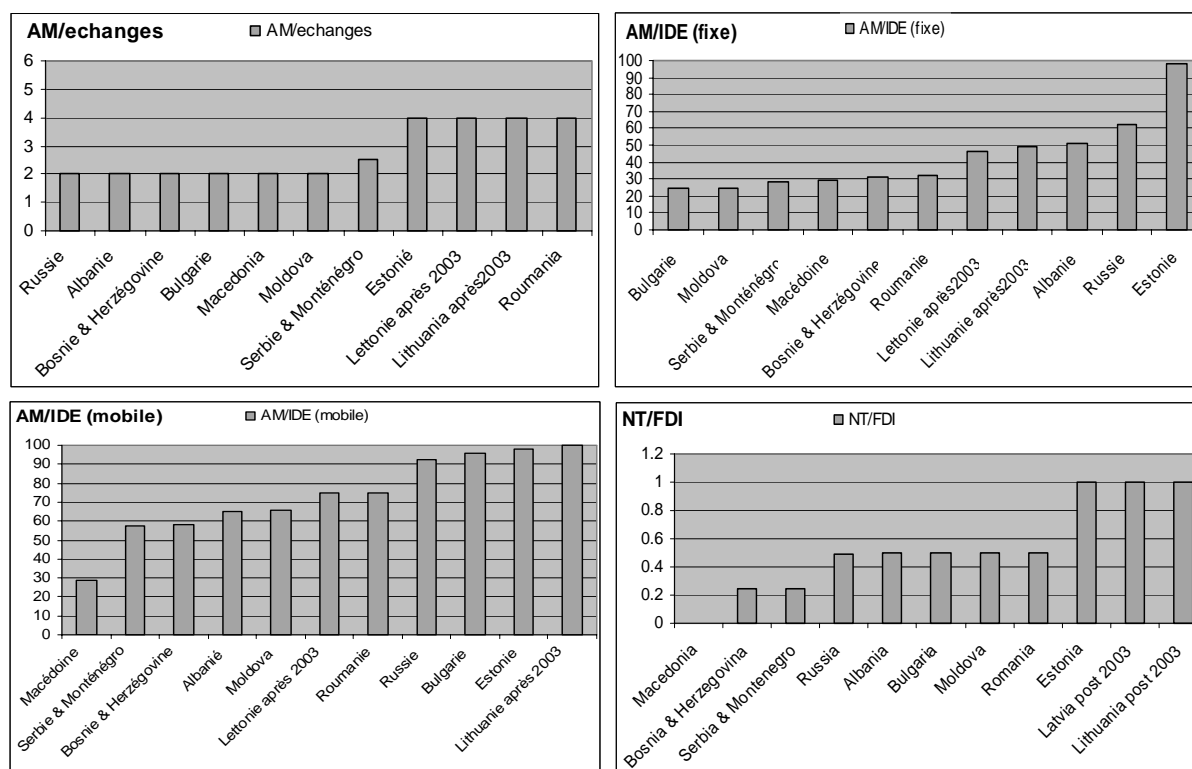 AM/echanges
AM/echanges
6
5
4
3
2
1
0
Russie
Albanie
Bosnie & Herzégovine
Bulgarie
Macedonia
Moldova
Serbie & Monténégro
Estonié
Lettonie après 2003
Lithuania après2003
Roumania
AM/IDE (fixe)
AM/IDE (fixe)
100
90
80
70
60
50
40
30
20
10
0
Bulgarie
Moldova
Serbie & Monténégro
Macédoine
Bosnie & Herzégovine
Roumanie
Lettonie après2003
Lithuanie après2003
Albanie
Russie
Estonie
AM/IDE (mobile)
AM/IDE (mobile)
100
90
80
70
60
50
40
30
20
10
0
Macédoine
Serbie & Monténégro
Bosnie & Herzégovine
Albanié
Moldova
Lettonie après 2003
Roumanie
Russie
Bulgarie
Estonie
Lithuanie après 2003
NT/FDI
NT/FDI
1.2
1
0.8
0.6
0.4
0.2
0
Macedonia
Bosnia & Herzegovina
Serbia & Montenegro
Russia
Albania
Bulgaria
Moldova
Romania
Estonia
Latvia post 2003
Lithuania post 2003